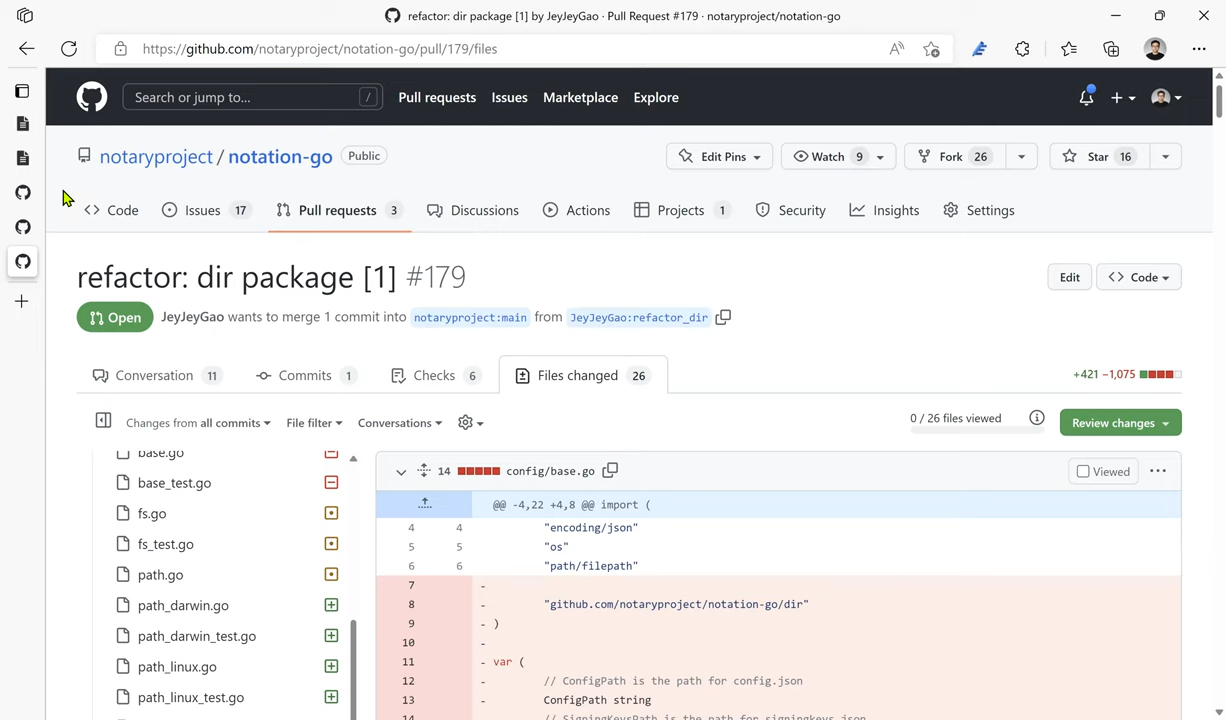 refactor: dir package [1] by JeyJeyGao · Pull Request #179 · notaryproject/notation-go
https://github.com/notaryproject/notation-go/pull/179/files
Search or jump to...
/
Pull requests
Issues
Marketplace
Explore
notaryproject / notation-go
Public
Edit Pins
Watch 9
Fork 26
Star 16
Code
Issues 17
Pull requests 3
Discussions
Actions
Projects 1
Security
Insights
Settings
refactor: dir package [1] #179
Edit
Code
Open
JeyJeyGao wants to merge 1 commit into notaryproject:main from JeyJeyGao:refactor_dir
Conversation 11
Commits 1
Checks 6
Files changed 26
+421 −1,075
Changes from all commits
File filter
Conversations
0 / 26 files viewed
Review changes
base.go
base_test.go
fs.go
fs_test.go
path.go
path_darwin.go
path_darwin_test.go
path_linux.go
path_linux_test.go
14 config/base.go
Viewed
@@ -4,22 +4,8 @@ import (
4 4 "encoding/json"
5 5 "os"
6 6 "path/filepath"
7 -
8 - "github.com/notaryproject/notation-go/dir"
9 - )
10 -
11 - var (
12 - // ConfigPath is the path for config.json
13 - ConfigPath string
14 - // SigningKeysPath is the path for signingkeys.json